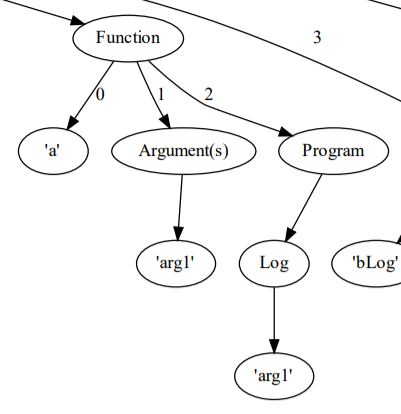 Function
3
0
1
2
'a'
Argument(s)
Program
'arg1'
Log
'bLog'
'arg1'